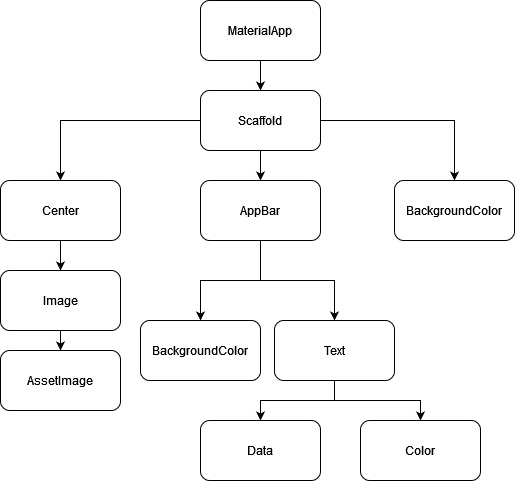 MaterialApp
Scaffold
Center
AppBar
BackgroundColor
Image
BackgroundColor
Text
AssetImage
Data
Color